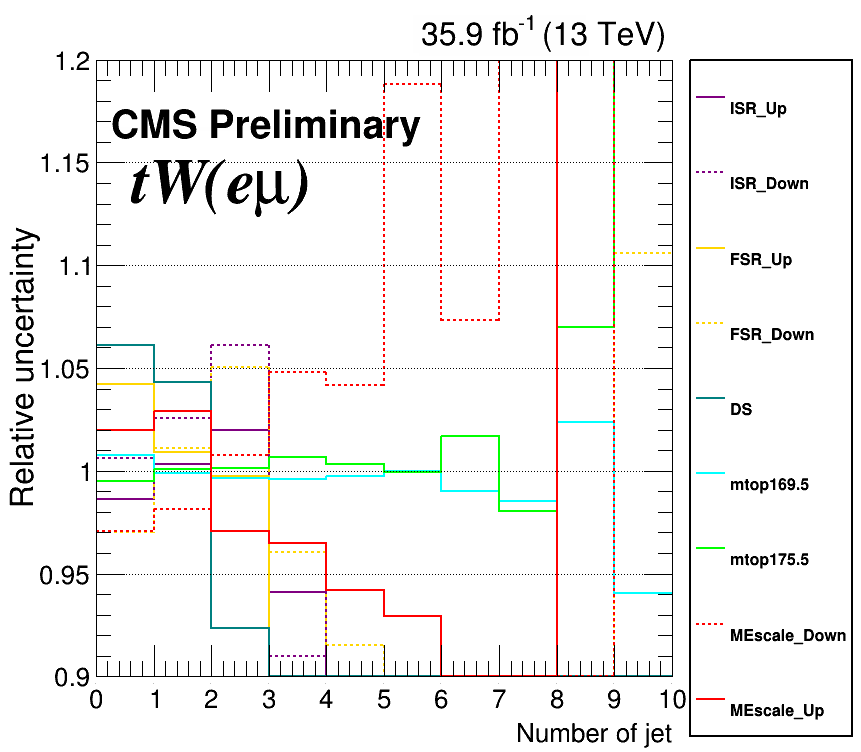 35.9 fb-1 (13 TeV)
CMS Preliminary
tW(eμ)
Relative uncertainty
1.2
1.15
1.1
1.05
1
0.95
0.9
0 1 2 3 4 5 6 7 8 9 10
Number of jet
ISR_Up
ISR_Down
FSR_Up
FSR_Down
DS
mtop169.5
mtop175.5
MEscale_Down
MEscale_Up